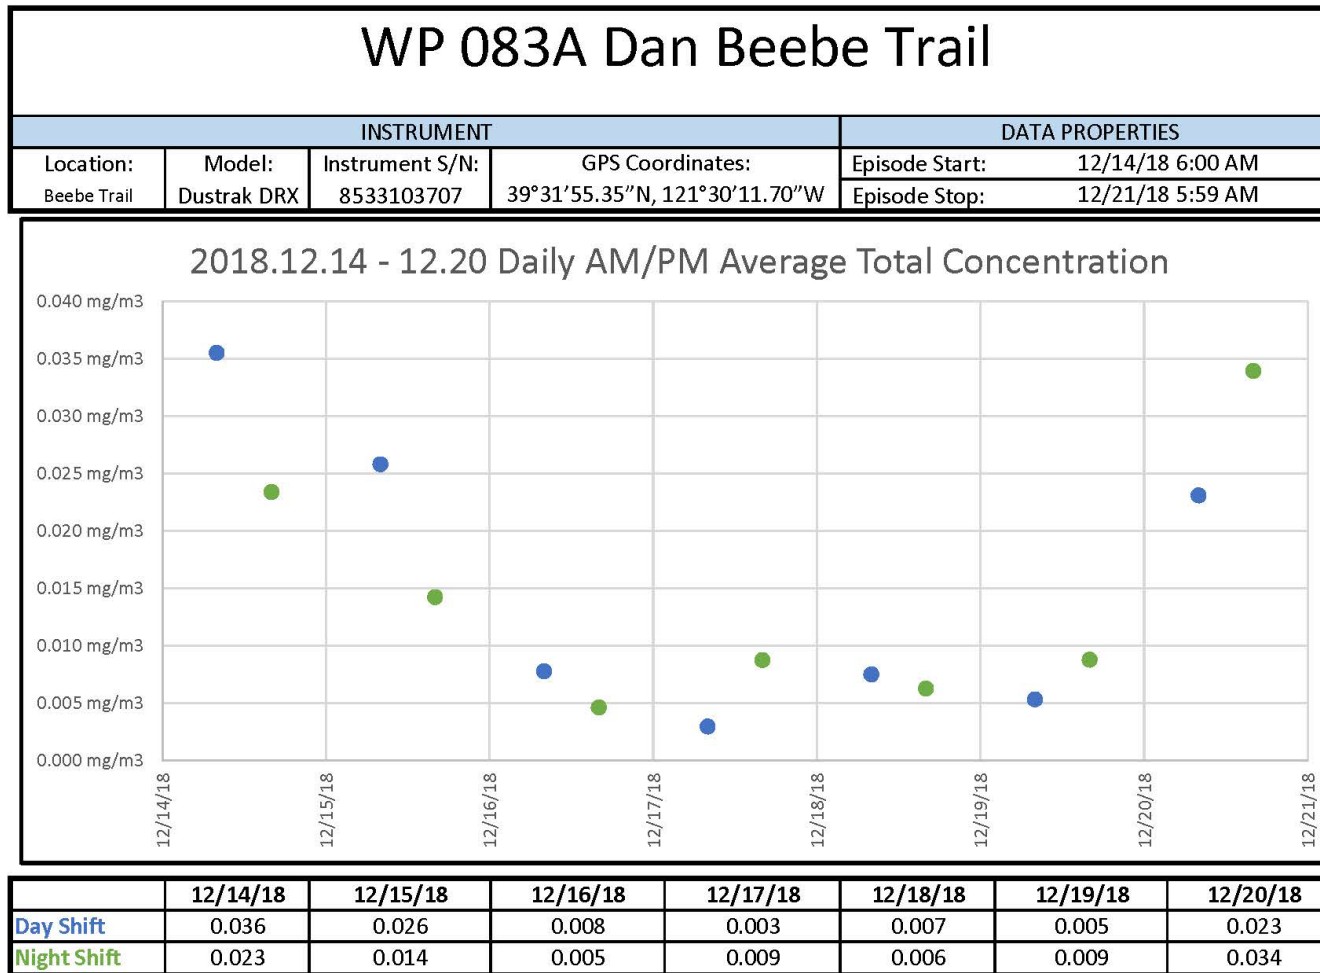 WP 083A Dan Beebe Trail
INSTRUMENT DATA PROPERTIES
Location: Model: Instrument S/N: GPS Coordinates: Episode Start: 12/14/18 6:00 AM
Beebe Trail Dustrak DRX 8533103707 39°31’55.35”N, 121°30’11.70”W Episode Stop: 12/21/18 5:59 AM
2018.12.14 - 12.20 Daily AM/PM Average Total Concentration
0.040 mg/m3
0.035 mg/m3
0.030 mg/m3
0.025 mg/m3
0.020 mg/m3
0.015 mg/m3
0.010 mg/m3
0.005 mg/m3
0.000 mg/m3
12/14/18 12/15/18 12/16/18 12/17/18 12/18/18 12/19/18 12/20/18 12/21/18
12/14/18 12/15/18 12/16/18 12/17/18 12/18/18 12/19/18 12/20/18
Day Shift 0.036 0.026 0.008 0.003 0.007 0.005 0.023
Night Shift 0.023 0.014 0.005 0.009 0.006 0.009 0.034